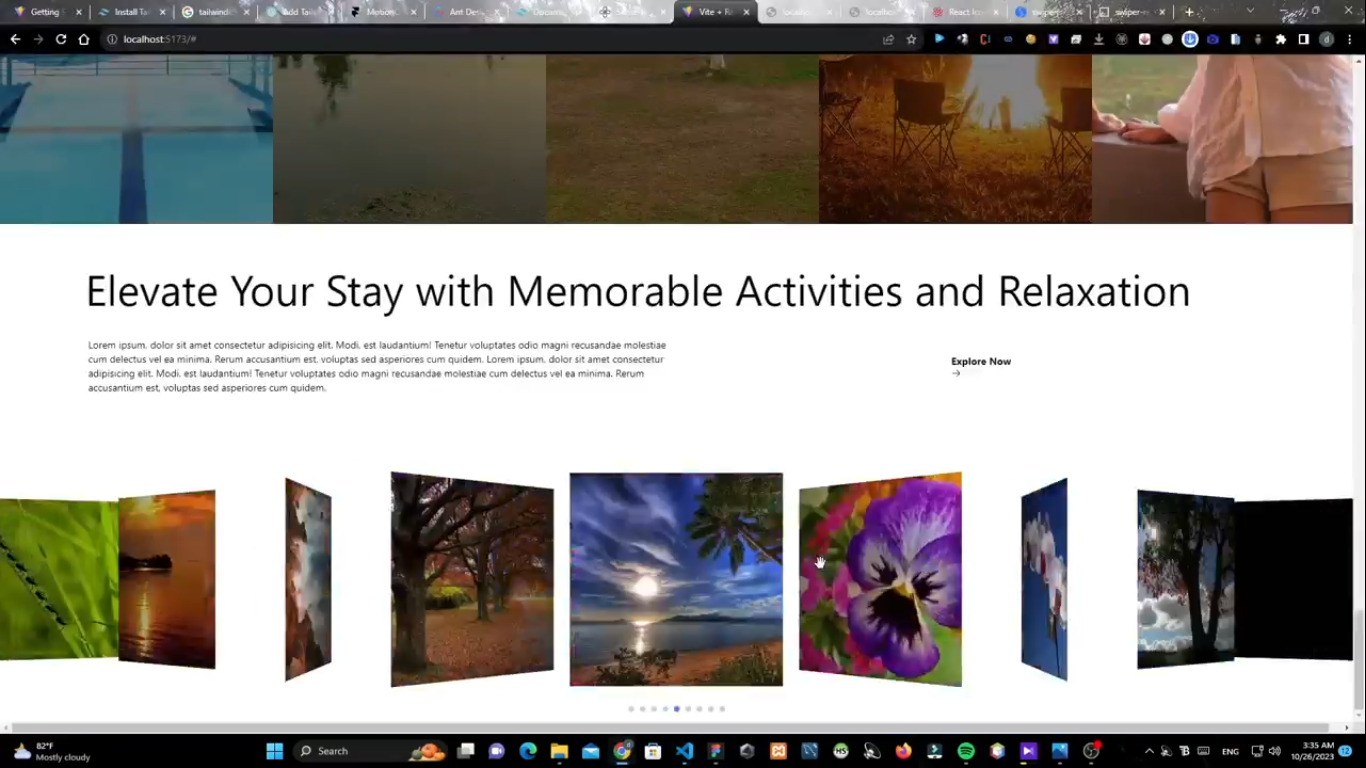 Getting
Install Ta
tailwind
Add Tai
Motion
Ant Des
Vite + R
localhost
localhost
React Ico
swiper
swiper-
localhost:5173/#
Elevate Your Stay with Memorable Activities and Relaxation
Lorem ipsum, dolor sit amet consectetur adipisicing elit. Modi, est laudantium! Tenetur voluptates odio magni recusandae molestiae
cum delectus vel ea minima. Rerum accusantium est, voluptas sed asperiores cum quidem. Lorem ipsum, dolor sit amet consectetur
adipisicing elit. Modi, est laudantium! Tenetur voluptates odio magni recusandae molestiae cum delectus vel ea minima. Rerum
accusantium est, voluptas sed asperiores cum quidem.
Explore Now
→
82°F
Mostly cloudy
Search
ENG
3:35 AM
10/26/2023
12